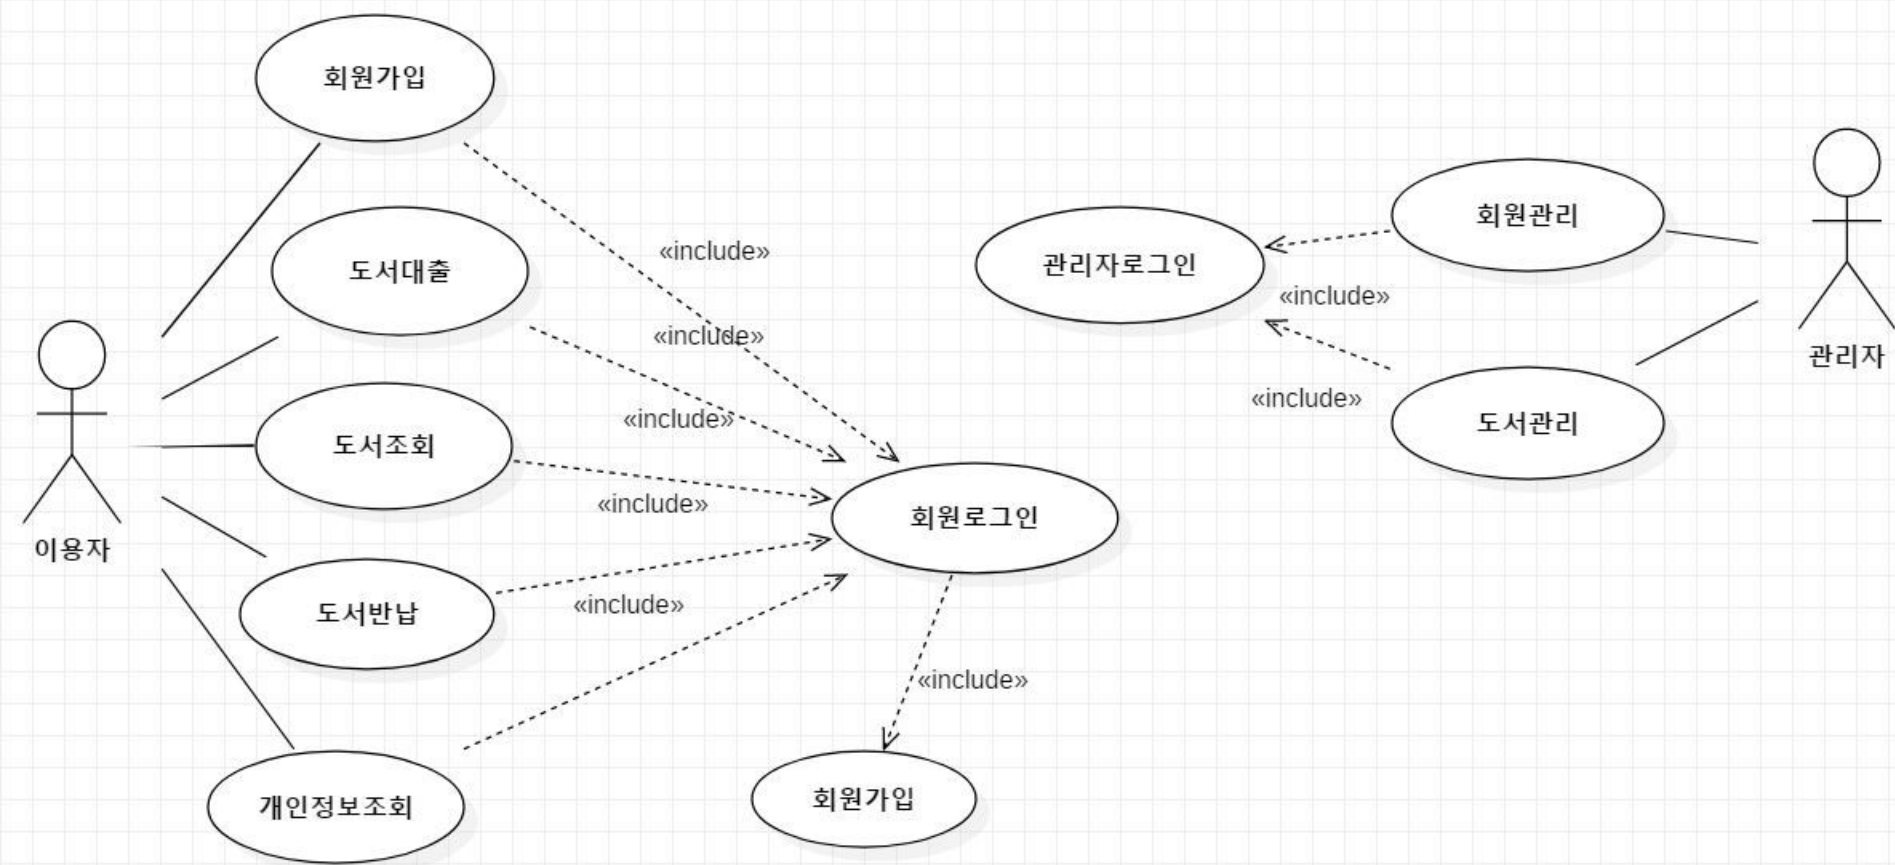 회원가입
도서대출
도서조회
도서반납
개인정보조회
이용자
«include»
«include»
«include»
«include»
«include»
회원로그인
«include»
회원가입
관리자로그인
«include»
«include»
회원관리
도서관리
관리자